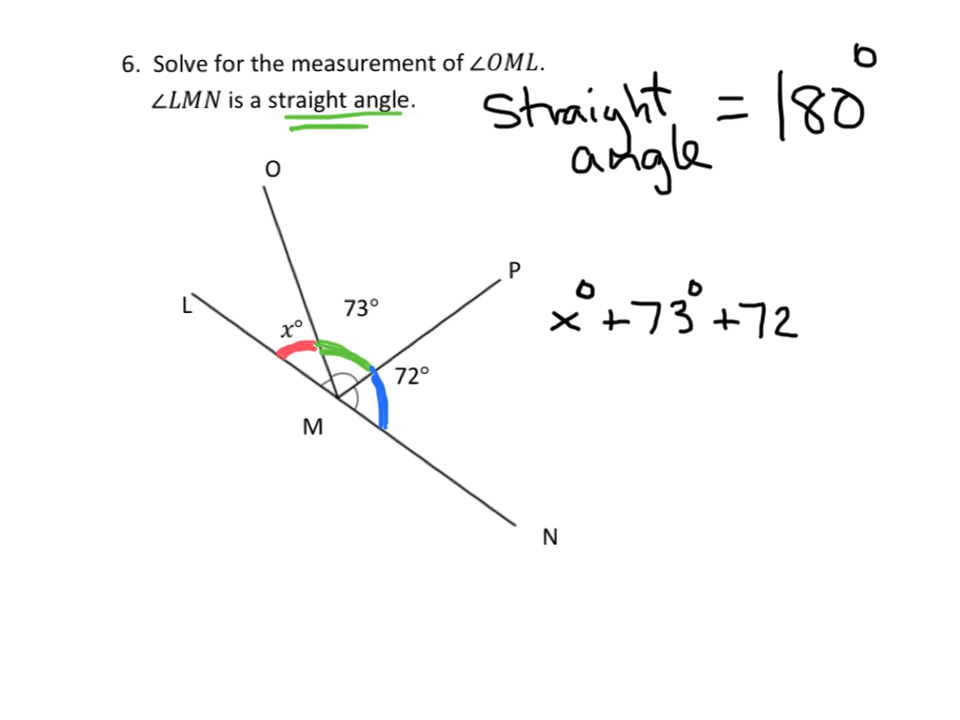 6. Solve for the measurement of ∠OML.
∠LMN is a straight angle.
straight
angle
= 180°
O
P
L
73°
x°
72°
M
N
x° + 73° + 72